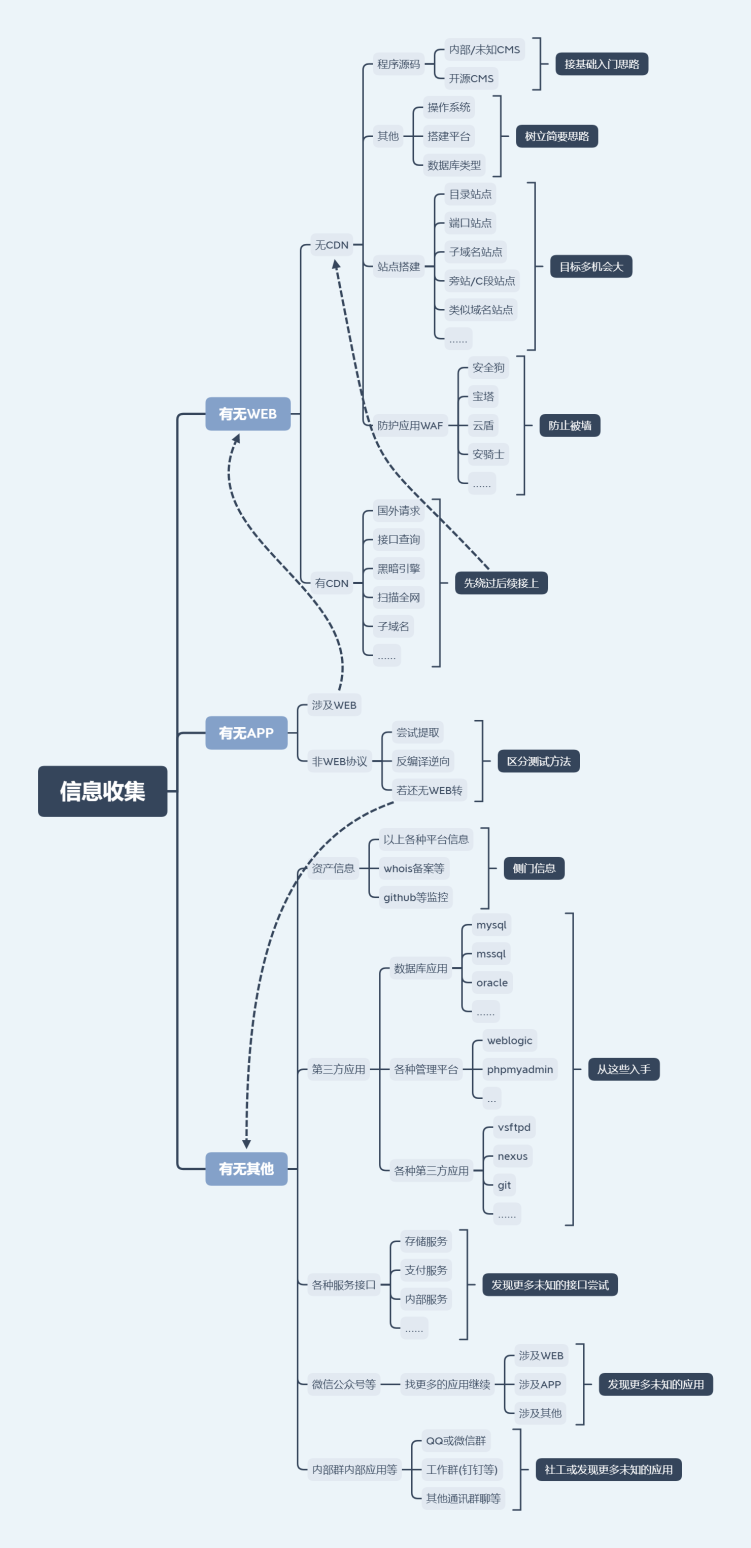 信息收集
有无WEB
无CDN
程序源码
内部/未知CMS
开源CMS
接基础入门思路
其他
操作系统
搭建平台
数据库类型
树立简要思路
站点搭建
目录站点
端口站点
子域名站点
旁站/C段站点
类似域名站点
......
目标多机会大
防护应用WAF
安全狗
宝塔
云盾
安骑士
......
防止被墙
有CDN
国外请求
接口查询
黑暗引擎
扫描全网
子域名
......
先绕过后续接上
有无APP
涉及WEB
非WEB协议
尝试提取
反编译逆向
若还无WEB转
区分测试方法
有无其他
资产信息
以上各种平台信息
whois备案等
github等监控
侧门信息
第三方应用
数据库应用
mysql
mssql
oracle
......
各种管理平台
weblogic
phpmyadmin
...
各种第三方应用
vsftpd
nexus
git
......
从这些入手
各种服务接口
存储服务
支付服务
内部服务
......
发现更多未知的接口尝试
微信公众号等
找更多的应用继续
涉及WEB
涉及APP
涉及其他
发现更多未知的应用
内部群内部应用等
QQ或微信群
工作群(钉钉等)
其他通讯群聊等
社工或发现更多未知的应用